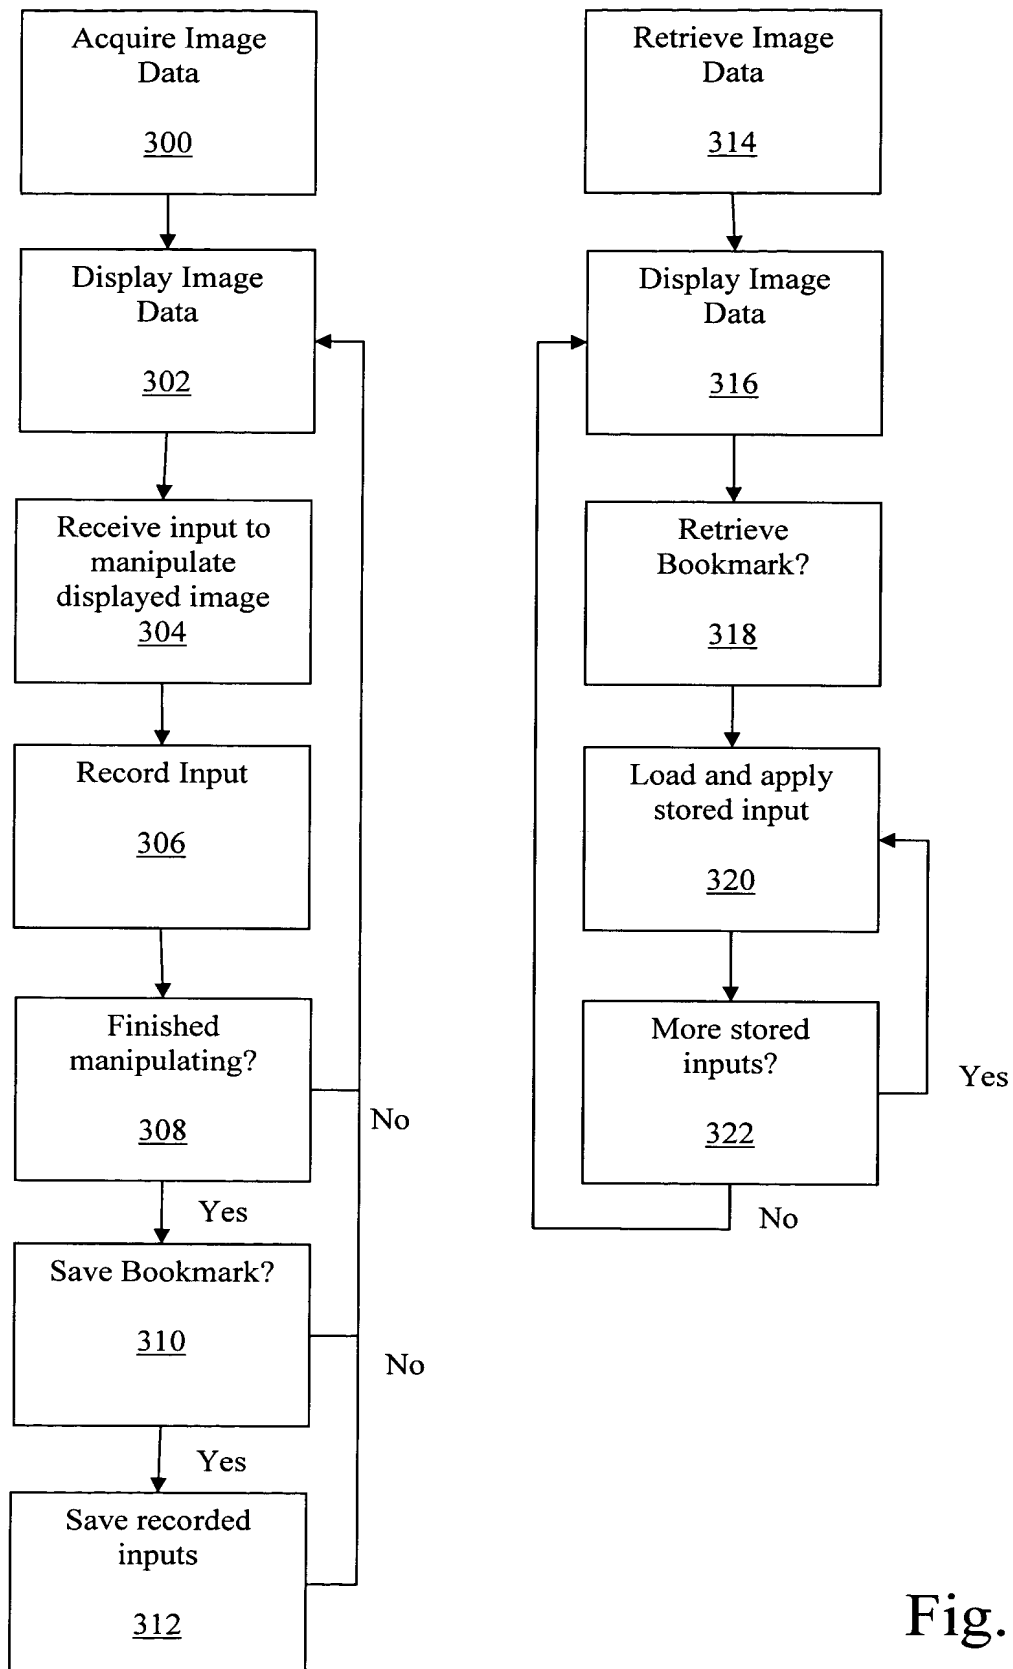 Acquire Image
Data
300
Display Image
Data
302
Receive input to
manipulate
displayed image
304
Record Input
306
Finished
manipulating?
308
No
Yes
Save Bookmark?
310
No
Yes
Save recorded
inputs
312
Retrieve Image
Data
314
Display Image
Data
316
Retrieve
Bookmark?
318
Load and apply
stored input
320
More stored
inputs?
322
Yes
No
Fig.